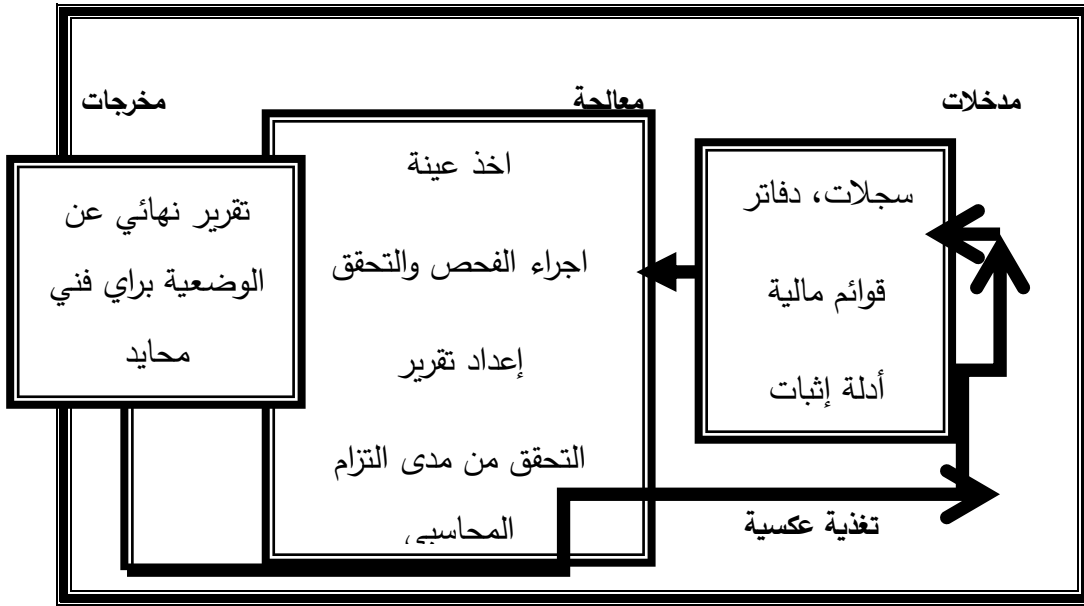 مدخلات
معالجة
مخرجات
سجلات، دفاتر
قوائم مالية
أدلة إثبات
اخذ عينة
اجراء الفحص والتحقق
إعداد تقرير
التحقق من مدى التزام
المحاسبي
تقرير نهائي عن
الوضعية براي فني
محايد
تغذية عكسية